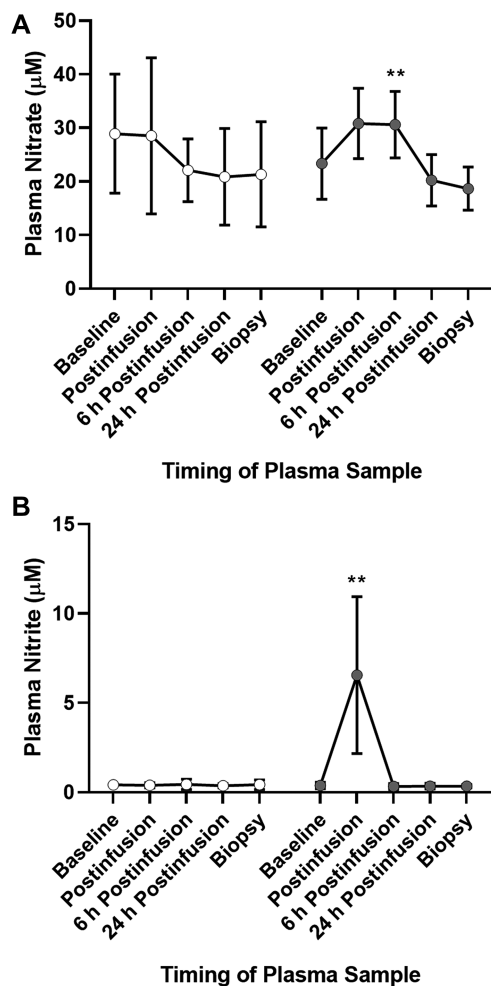 A
50
40
30
20
10
0
Plasma Nitrate (μM)
**
Baseline
Postinfusion
6 h Postinfusion
24 h Postinfusion
Biopsy
Baseline
Postinfusion
6 h Postinfusion
24 h Postinfusion
Biopsy
Timing of Plasma Sample
B
15
10
5
0
Plasma Nitrite (μM)
**
Baseline
Postinfusion
6 h Postinfusion
24 h Postinfusion
Biopsy
Baseline
Postinfusion
6 h Postinfusion
24 h Postinfusion
Biopsy
Timing of Plasma Sample